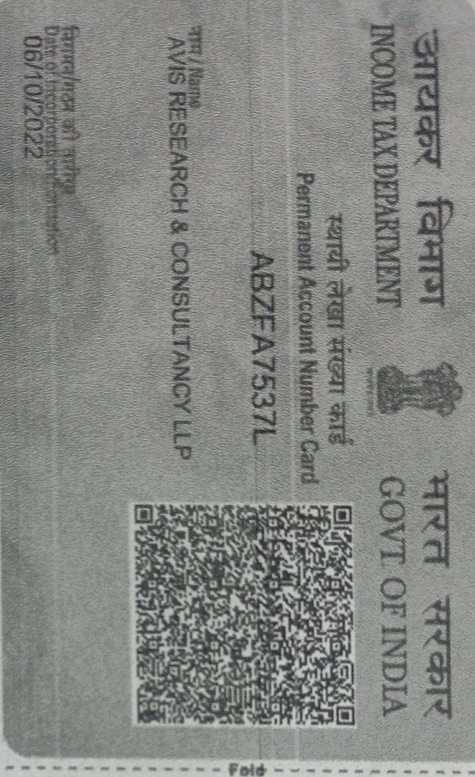 आयकर विभाग
INCOME TAX DEPARTMENT
भारत सरकार
GOVT. OF INDIA
स्थायी लेखा संख्या कार्ड
Permanent Account Number Card
ABZFA7537L
नाम / Name
AVIS RESEARCH & CONSULTANCY LLP
निगमन/गठन की तारीख
Date of Incorporation/Formation
06/10/2022
Fold